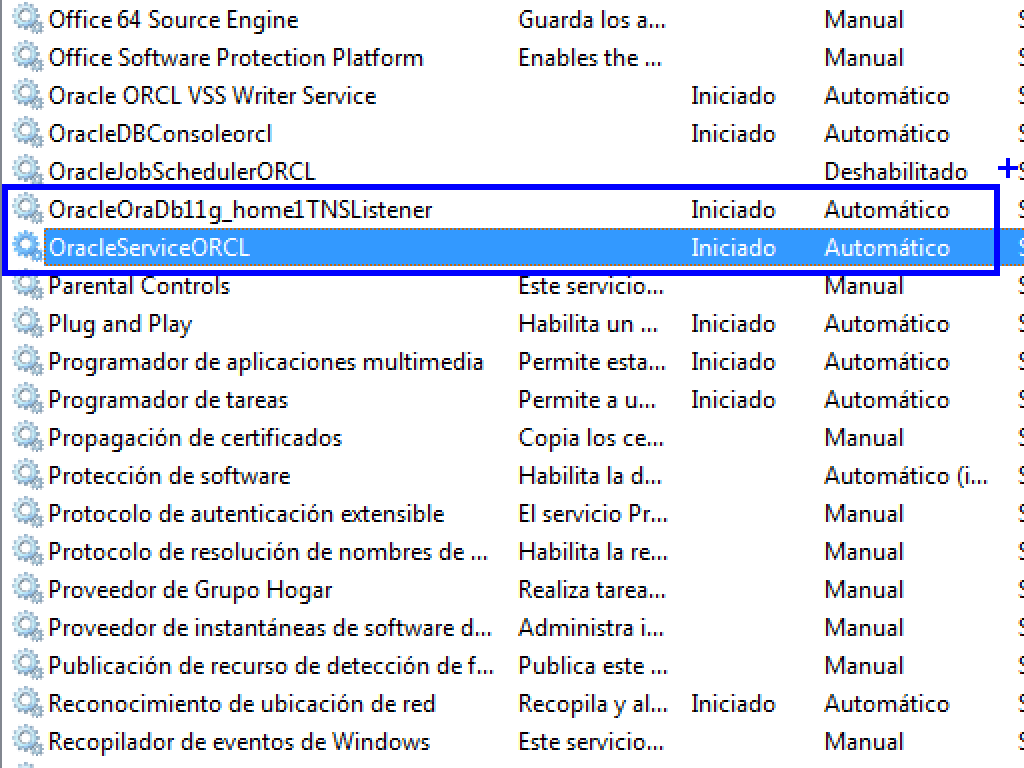 Office 64 Source Engine Guarda los a... Manual
Office Software Protection Platform Enables the ... Manual
Oracle ORCL VSS Writer Service Iniciado Automático
OracleDBConsoleorcl Iniciado Automático
OracleJobSchedulerORCL Deshabilitado
OracleOraDb11g_home1TNSListener Iniciado Automático
OracleServiceORCL Iniciado Automático
Parental Controls Este servicio... Manual
Plug and Play Habilita un ... Iniciado Automático
Programador de aplicaciones multimedia Permite esta... Iniciado Automático
Programador de tareas Permite a u... Iniciado Automático
Propagación de certificados Copia los ce... Manual
Protección de software Habilita la d... Automático (i...
Protocolo de autenticación extensible El servicio Pr... Manual
Protocolo de resolución de nombres de ... Habilita la re... Manual
Proveedor de Grupo Hogar Realiza tarea... Manual
Proveedor de instantáneas de software d... Administra i... Manual
Publicación de recurso de detección de f... Publica este ... Manual
Reconocimiento de ubicación de red Recopila y al... Iniciado Automático
Recopilador de eventos de Windows Este servicio... Manual